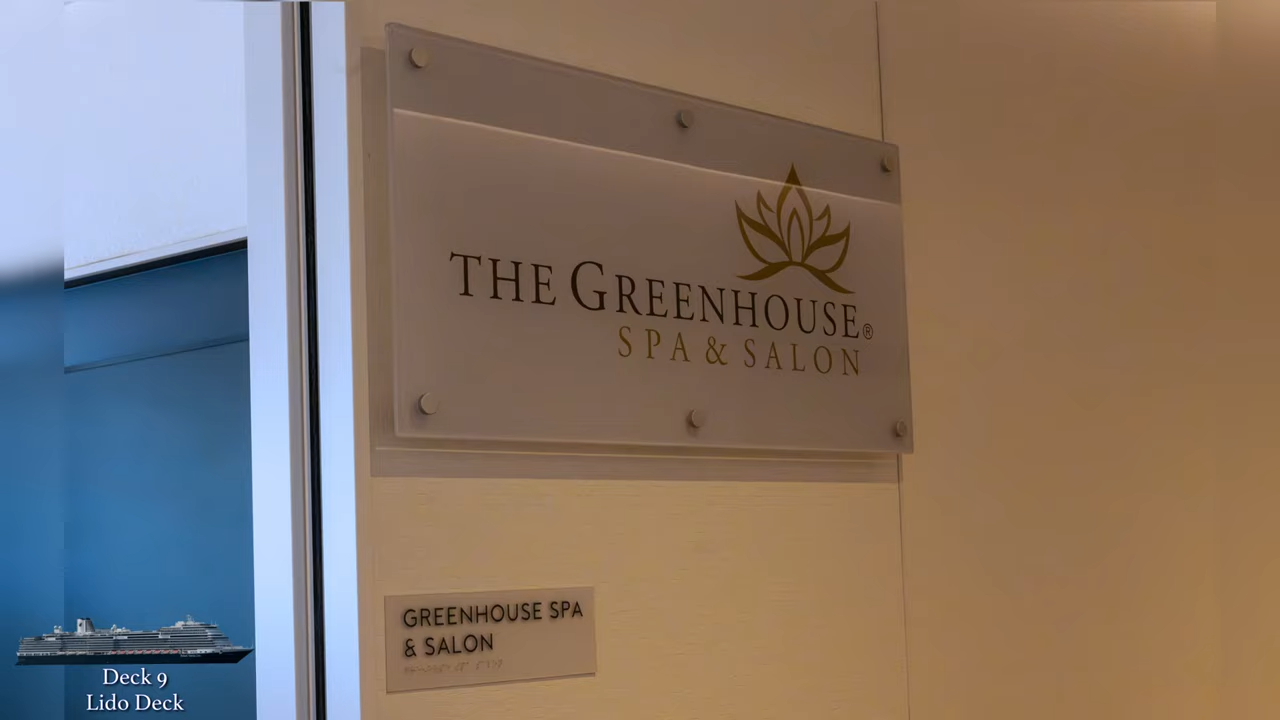 THE GREENHOUSE®
SPA & SALON
GREENHOUSE SPA
& SALON
Deck 9
Lido Deck